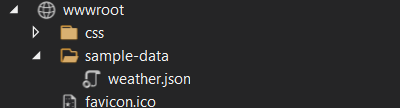 wwwroot
css
sample-data
weather.json
favicon.ico